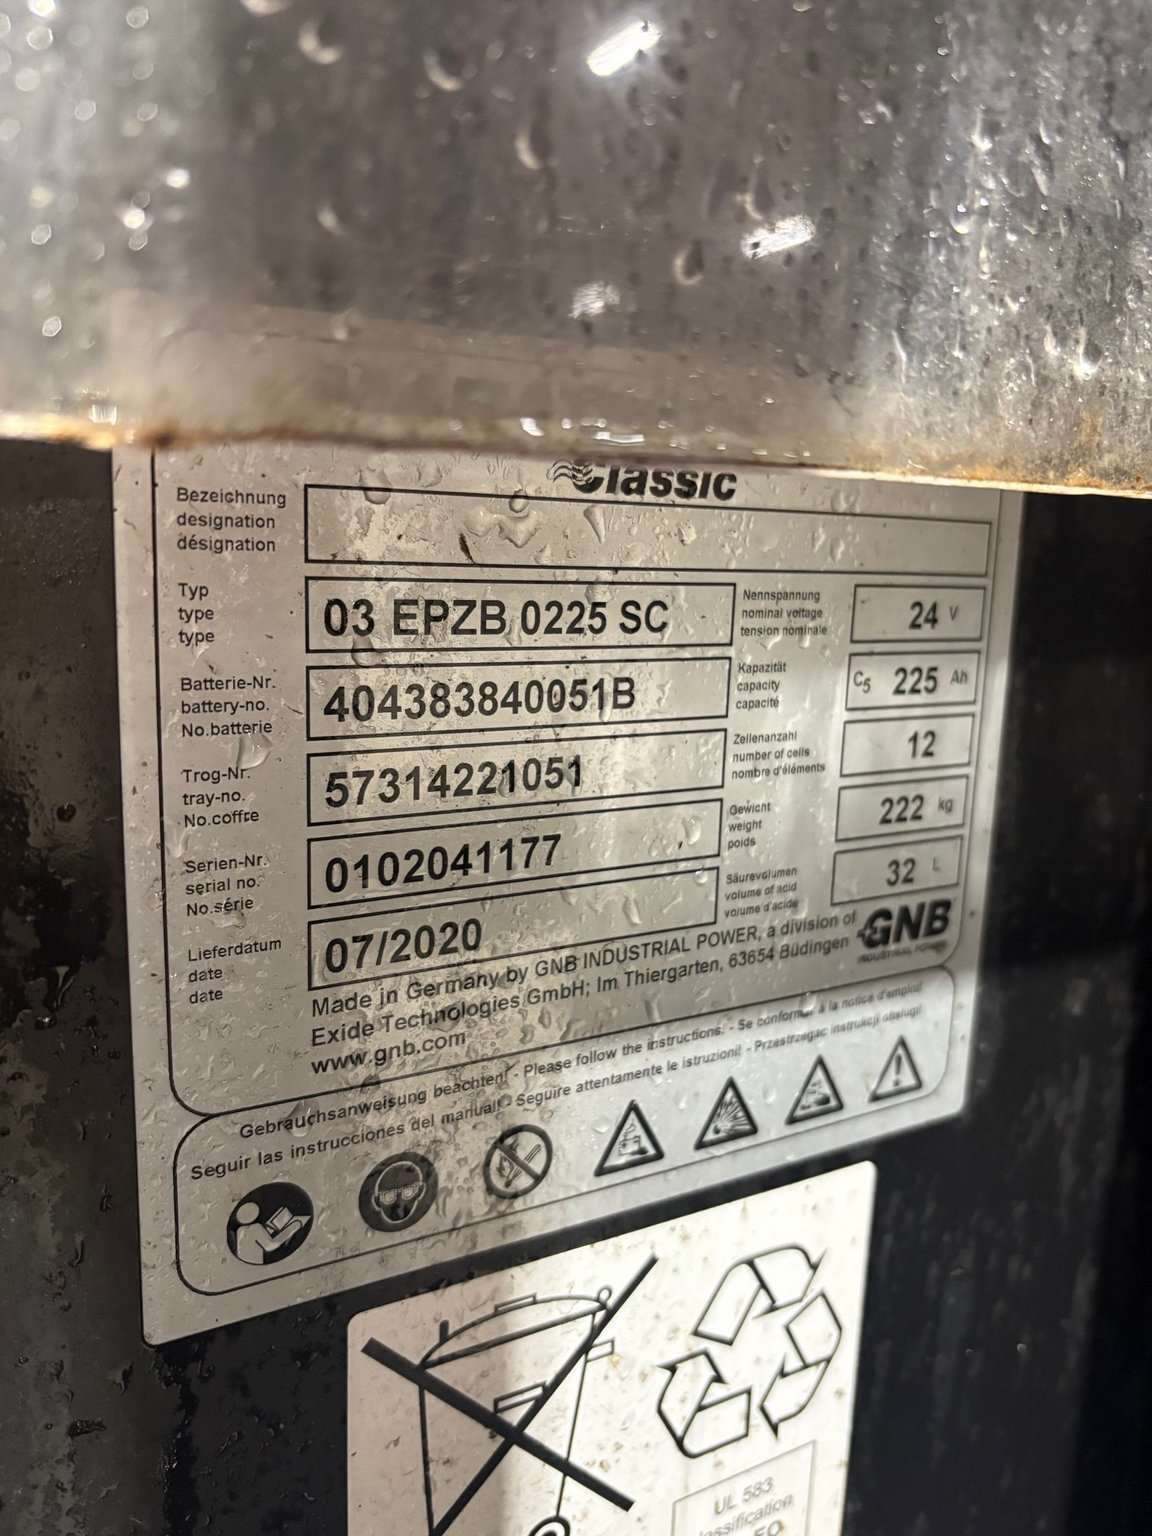 Classic
Bezeichnung
designation
désignation
Typ
type
type
03 EPZB 0225 SC
Nennspannung
nominal voltage
tension nominale
24 V
Batterie-Nr.
battery-no.
No.batterie
404383840051B
Kapazität
capacity
capacité
C5 225 Ah
Trog-Nr.
tray-no.
No.coffre
57314221051
Zellenanzahl
number of cells
nombre d'éléments
12
Serien-Nr.
serial no.
No.série
0102041177
Gewicht
weight
poids
222 kg
Lieferdatum
date
date
07/2020
Säurevolumen
volume of acid
volume d'acide
32 L
Made in Germany by GNB INDUSTRIAL POWER, a division of
Exide Technologies GmbH; Im Thiergarten, 63654 Büdingen
www.gnb.com
GNB
INDUSTRIAL POWER
Gebrauchsanweisung beachten! - Please follow the instructions! - Se conformer à la notice d'emploi!
Seguir las instrucciones del manual! - Seguire attentamente le istruzioni! - Przestrzegac instrukcji obslugi!
UL 583